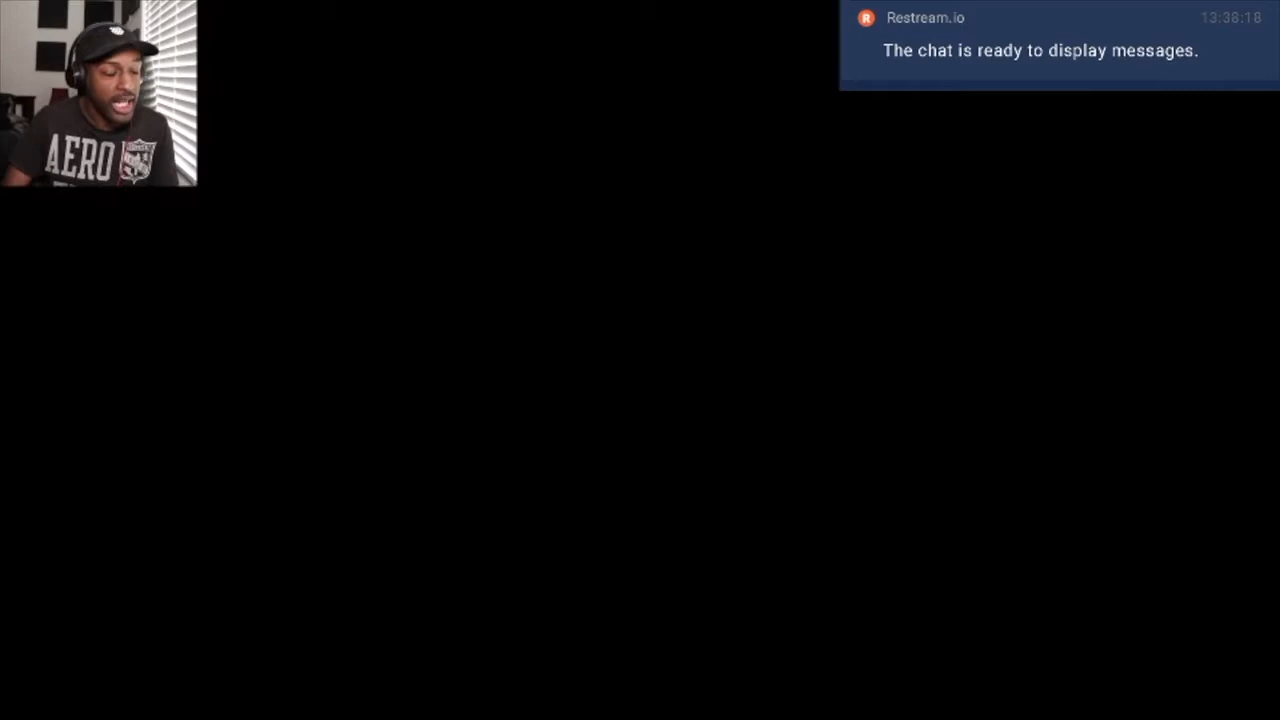 Restream.io 13:38:18
The chat is ready to display messages.
AERO